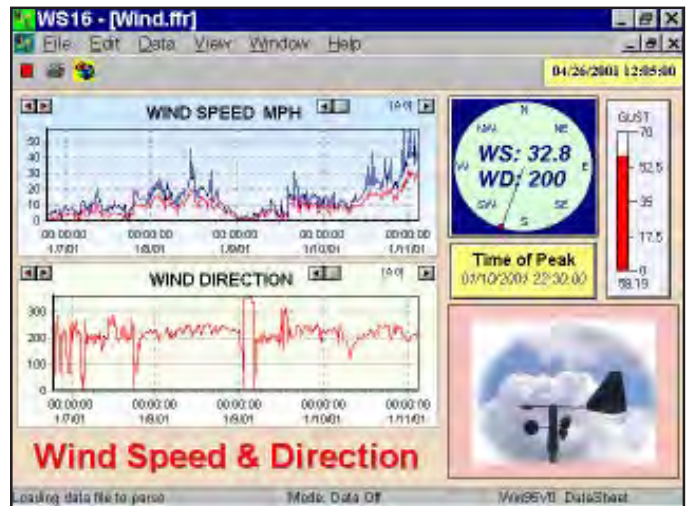 WS16 - [Wind.ffr]
File Edit Data View Window Help
04/26/2001 12:05:00
WIND SPEED MPH
50
40
30
20
10
0
00:00:00 00:00:00 00:00:00 00:00:00 00:00:00
1/7/01 1/8/01 1/9/01 1/10/01 1/11/01
N
NW NE
W E
SW SE
S
WS: 32.8
WD: 200
GUST
70
52.5
35
17.5
0
59.19
Time of Peak
01/10/2001 22:30:00
WIND DIRECTION
300
200
100
0
00:00:00 00:00:00 00:00:00 00:00:00 00:00:00
1/7/01 1/8/01 1/9/01 1/10/01 1/11/01
Wind Speed & Direction
Loading data file to parse Mode: Data Off DataSheet